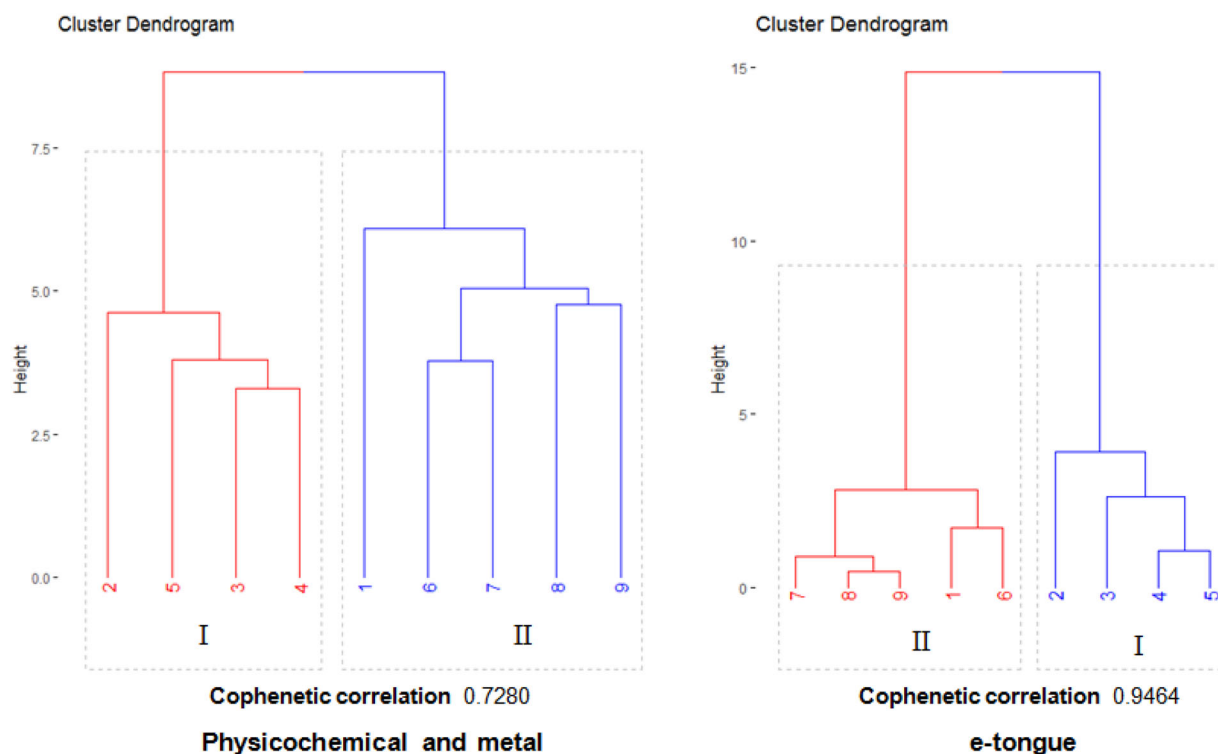 Cluster Dendrogram
7.5
5.0
Height
2.5
0.0
2 5 3 4 1 6 7 8 9
I II
Cophenetic correlation 0.7280
Physicochemical and metal
Cluster Dendrogram
15
10
Height
5
0
7 8 9 1 6 2 3 4 5
II I
Cophenetic correlation 0.9464
e-tongue